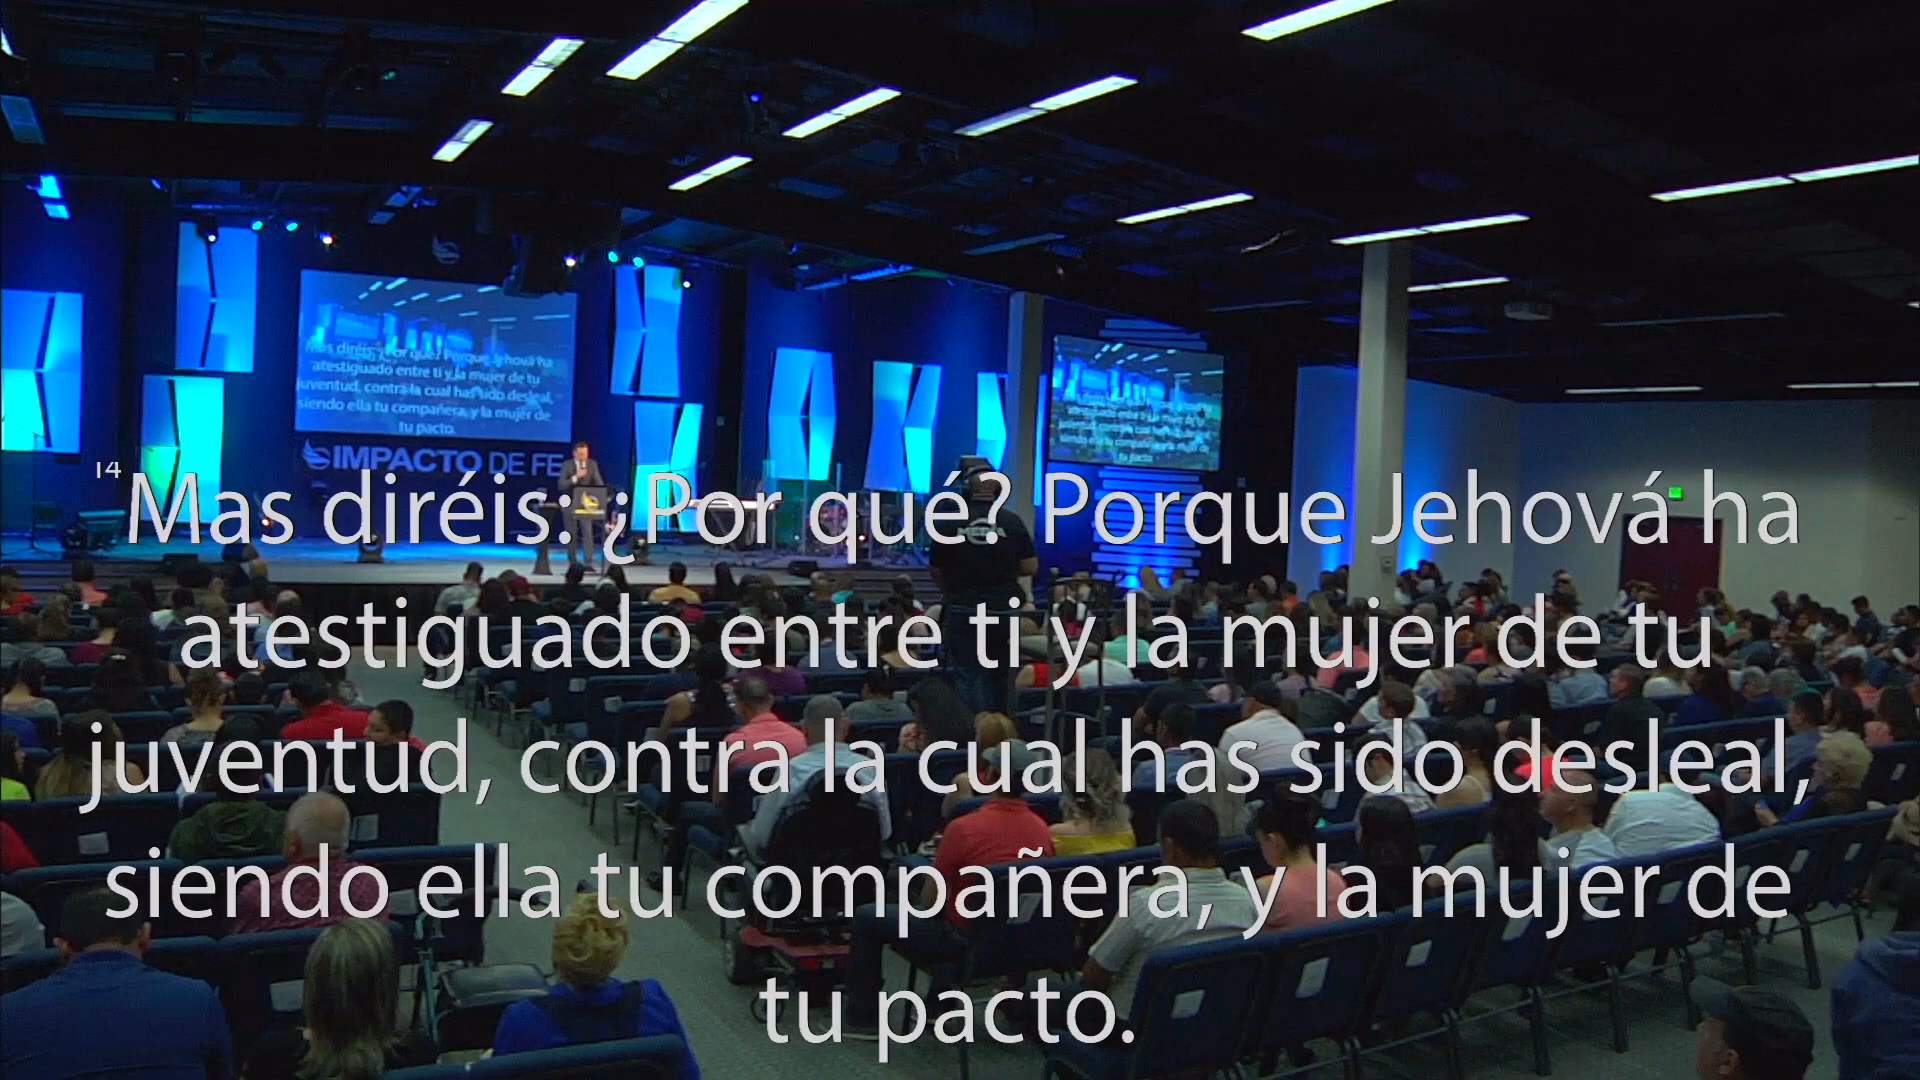 Mas diréis: ¿Por qué? Porque Jehová ha
atestiguado entre ti y la mujer de tu
juventud, contra la cual has sido desleal,
siendo ella tu compañera, y la mujer de
tu pacto.
IMPACTO DE FE
14 Mas diréis: ¿Por qué? Porque Jehová ha
atestiguado entre ti y la mujer de tu
juventud, contra la cual has sido desleal,
siendo ella tu compañera, y la mujer de
tu pacto.